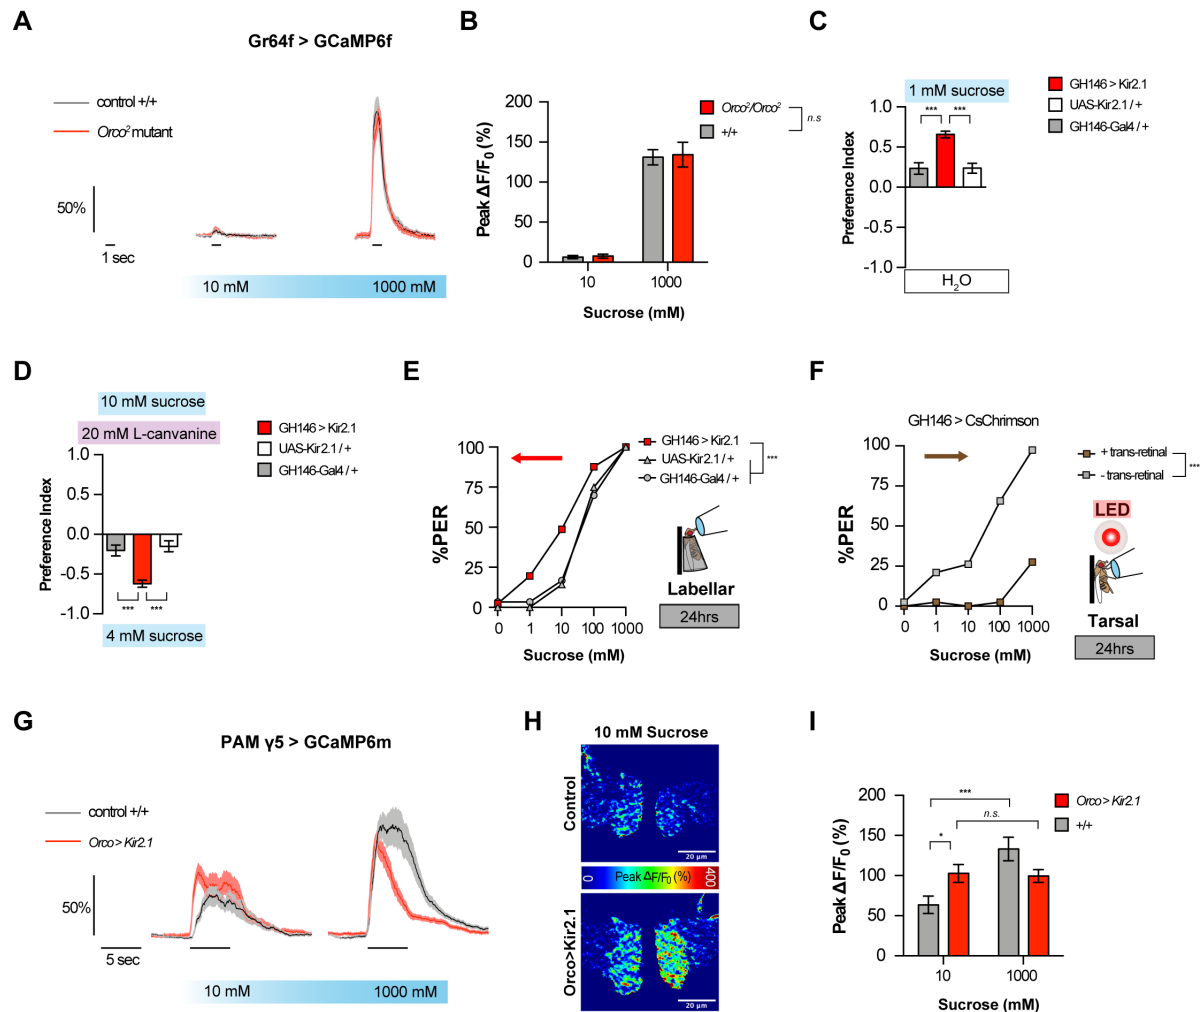 A
Gr64f > GCaMP6f
control +/+
Orco2 mutant
50%
1 sec
10 mM
1000 mM
B
Peak ΔF/F0 (%)
200
150
100
50
0
10
1000
Sucrose (mM)
Orco2/Orco2
+/+
n.s
C
1 mM sucrose
GH146 > Kir2.1
UAS-Kir2.1 / +
GH146-Gal4 / +
Preference Index
1.0
0.5
0.0
-0.5
-1.0
***
***
H2O
D
10 mM sucrose
20 mM L-canvanine
GH146 > Kir2.1
UAS-Kir2.1 / +
GH146-Gal4 / +
Preference Index
1.0
0.5
0.0
-0.5
-1.0
***
***
4 mM sucrose
E
%PER
100
75
50
25
0
0
1
10
100
1000
Sucrose (mM)
GH146 > Kir2.1
UAS-Kir2.1 / +
GH146-Gal4 / +
***
Labellar
24hrs
F
GH146 > CsChrimson
%PER
100
75
50
25
0
0
1
10
100
1000
Sucrose (mM)
+ trans-retinal
- trans-retinal
***
LED
Tarsal
24hrs
G
PAM γ5 > GCaMP6m
control +/+
Orco > Kir2.1
50%
5 sec
10 mM
1000 mM
H
10 mM Sucrose
Control
20 µm
0
Peak ΔF/F0 (%)
400
Orco>Kir2.1
20 µm
I
Peak ΔF/F0 (%)
200
150
100
50
0
***
n.s.
*
10
1000
Sucrose (mM)
Orco> Kir2.1
+/+